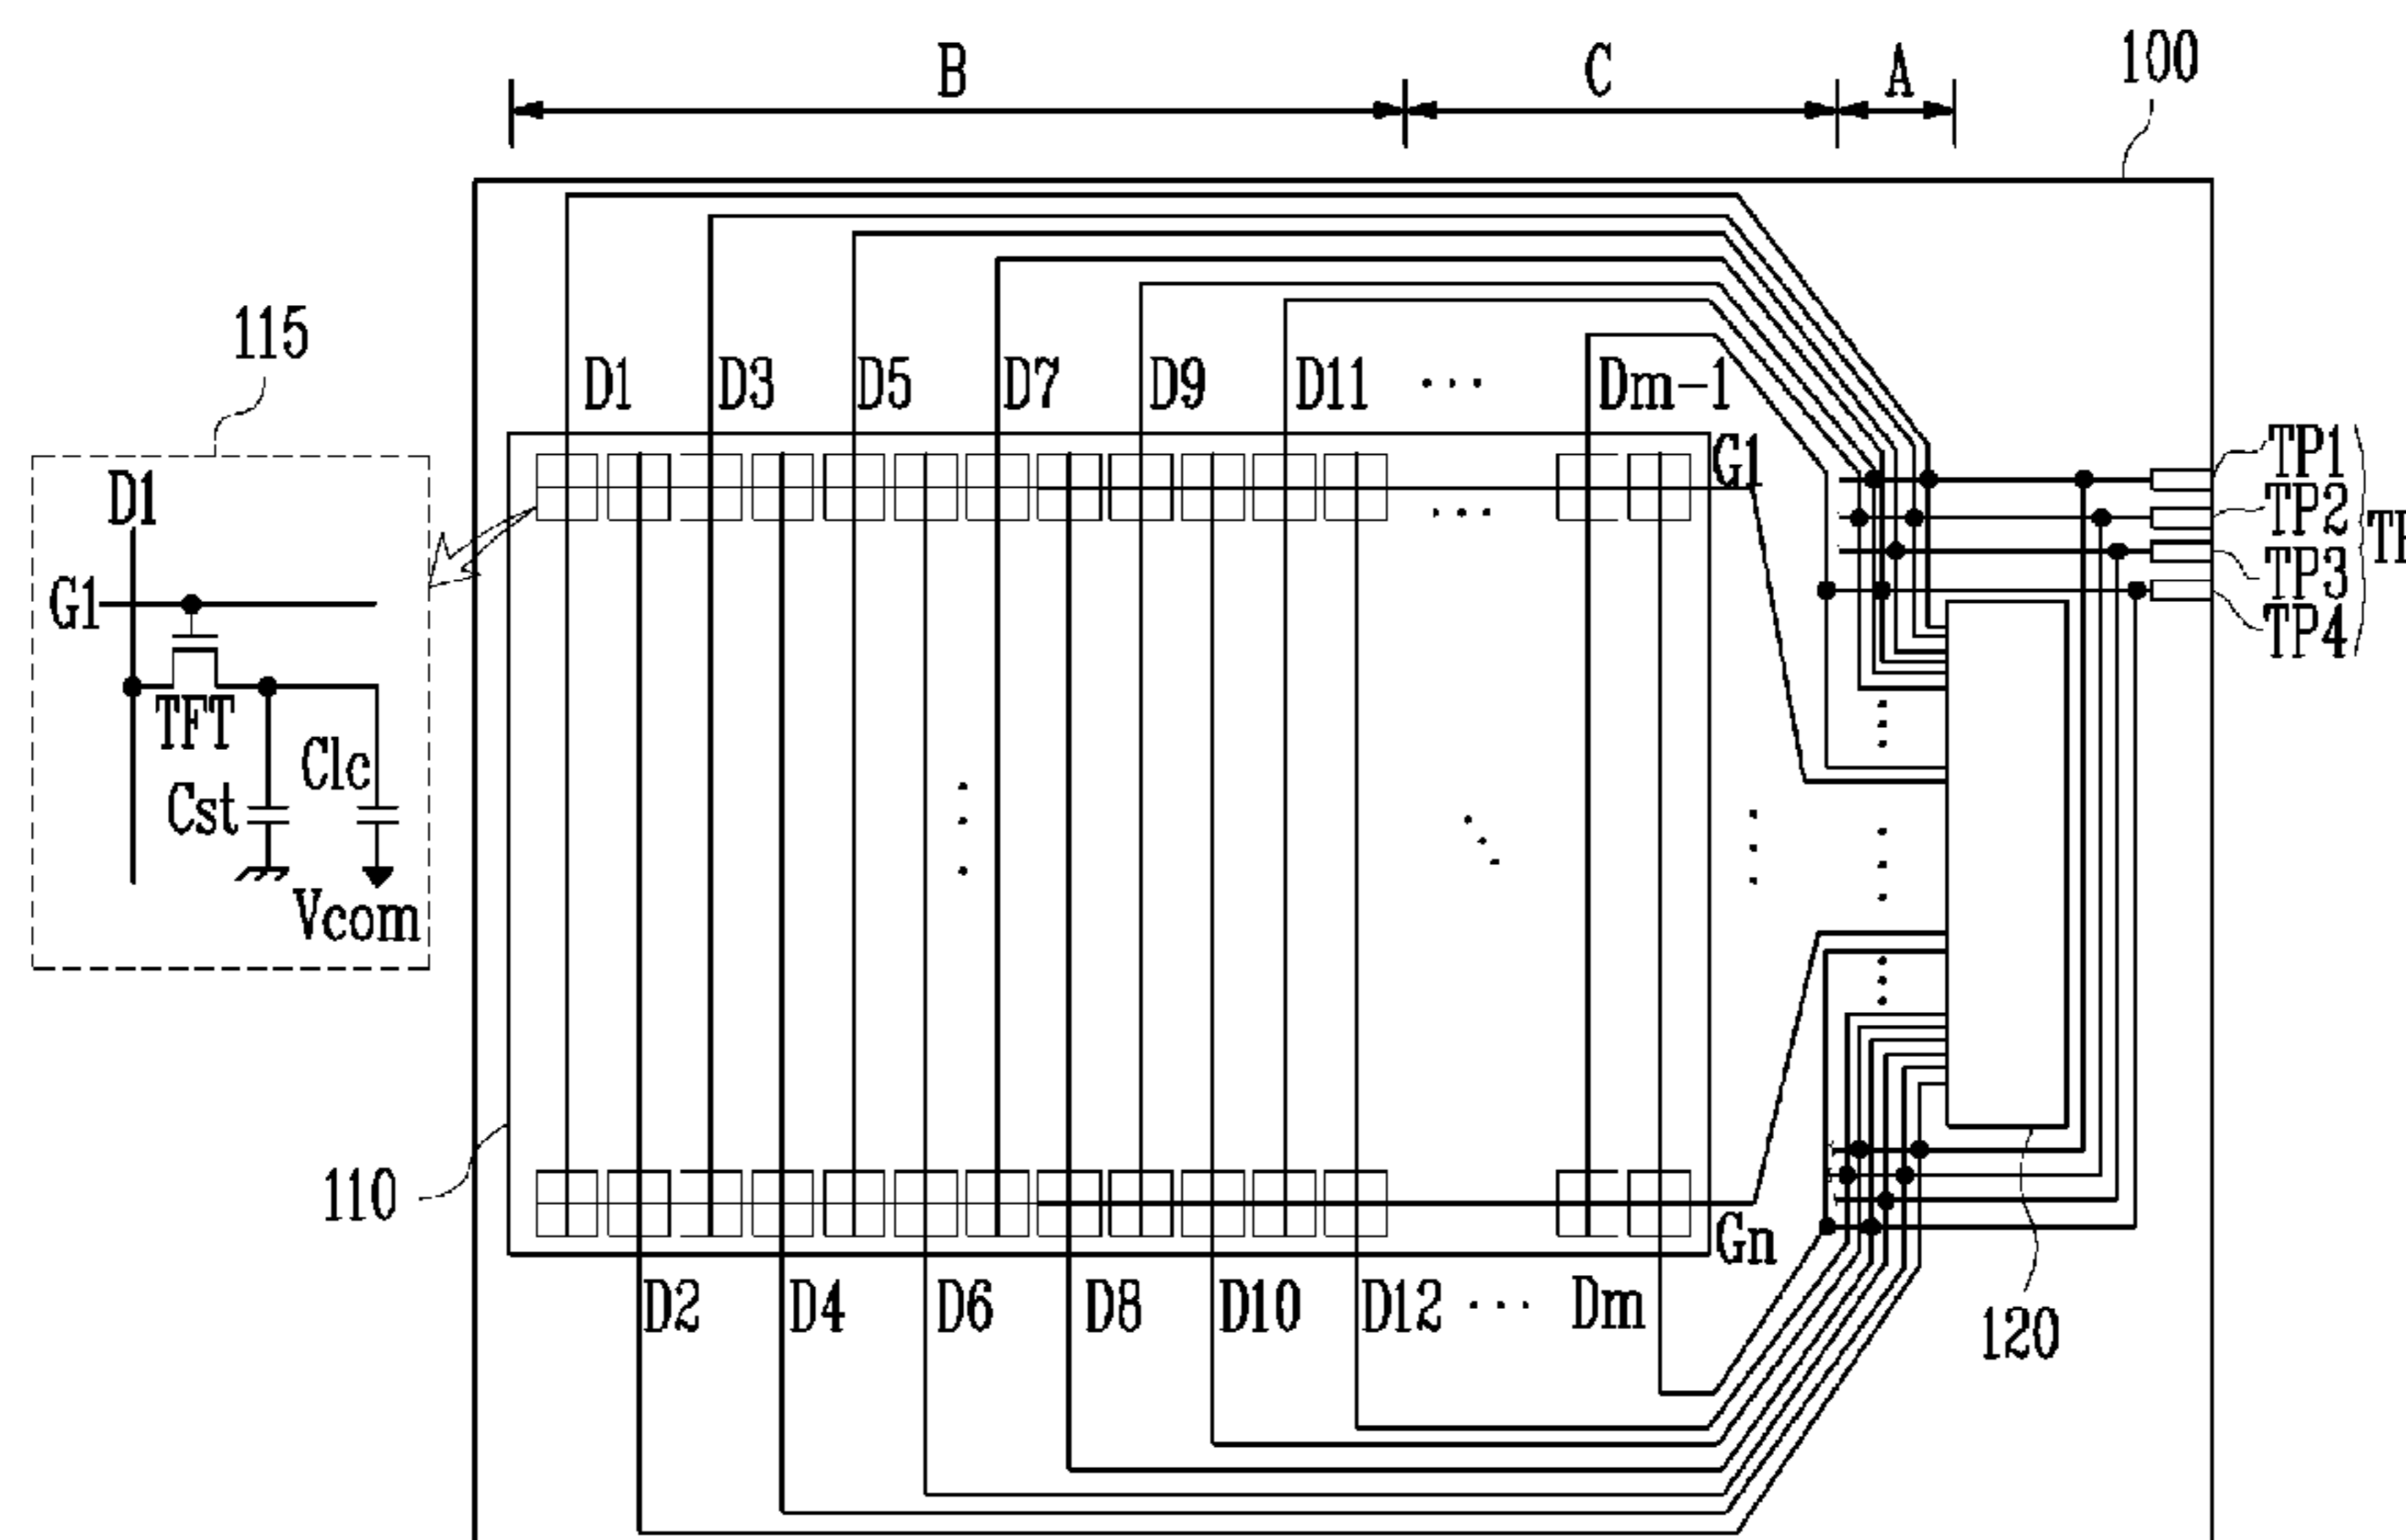 B C A 100
115
D1 D3 D5 D7 D9 D11 ... Dm-1
TP1
TP2
TP3
TP4
G1
...
D1
G1
TFT
Clc
Cst
Vcom
110
Gn
D2 D4 D6 D8 D10 D12 ... Dm
120